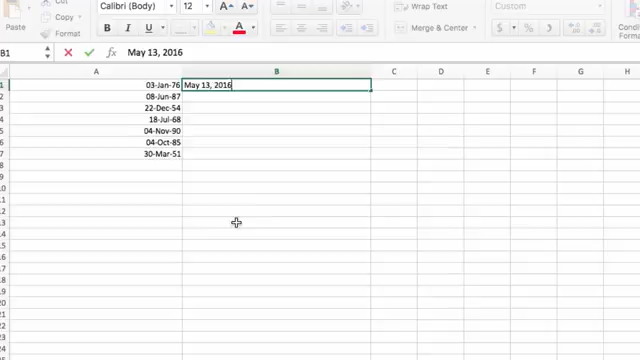 Paste
Copy
Format
Calibri (Body)
12
A
A
B
I
U
A
Wrap Text
Merge & Center
Custom
$
%
B1
fx
May 13, 2016
A
B
C
D
E
F
G
H
1
03-Jan-76
May 13, 2016
2
08-Jun-87
3
22-Dec-54
4
18-Jul-68
5
04-Nov-90
6
04-Oct-85
7
30-Mar-51
8
9
10
11
12
13
14
15
16
17
18
19
20
21
22
23
24